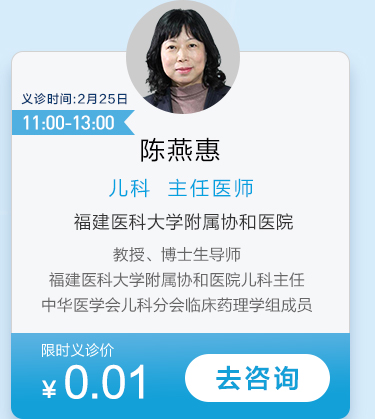 义诊时间:2月25日
11:00-13:00
陈燕惠
儿科 主任医师
福建医科大学附属协和医院
教授、博士生导师
福建医科大学附属协和医院儿科主任
中华医学会儿科分会临床药理学组成员
限时义诊价
¥ 0.01
去咨询